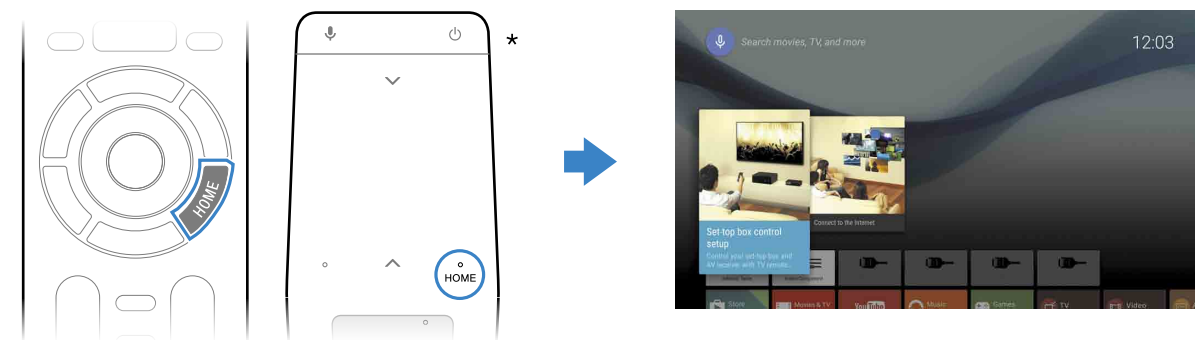 HOME
*
HOME
Search movies, TV, and more
12:03
Set-top box control
setup
Control your set-top box and
AV receiver with TV remote...
Connect to the Internet
Store
Movies & TV
YouTube
Music
Games
TV
Video